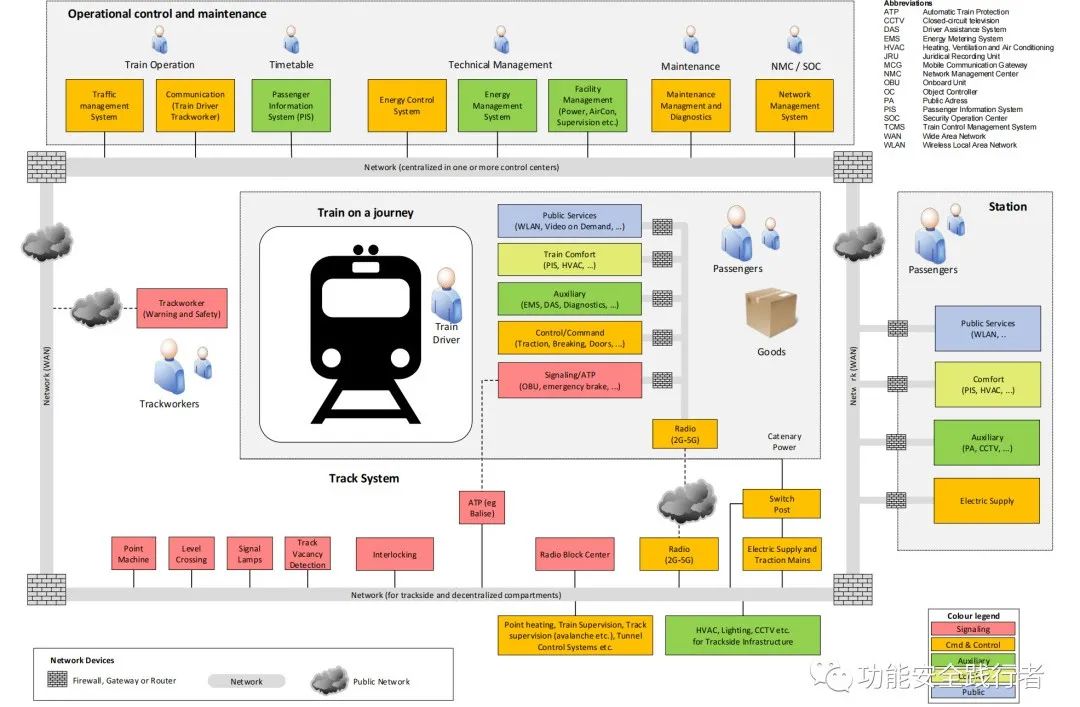 Operational control and maintenance
Train Operation
Timetable
Technical Management
Maintenance
NMC / SOC
Traffic
management
System
Communication
(Train Driver
Trackworker)
Passenger
Information
System (PIS)
Energy Control
System
Energy
Management
System
Facility
Management
(Power, AirCon,
Supervision etc.)
Maintenance
Managment and
Diagnostics
Network
Management
System
Network (centralized in one or more control centers)
Abbreviations
ATP Automatic Train Protection
CCTV Closed-circuit television
DAS Driver Assistance System
EMS Energy Metering System
HVAC Heating, Ventilation and Air Conditioning
JRU Juridical Recording Unit
MCG Mobile Communication Gateway
NMC Network Management Center
OBU Onboard Unit
OC Object Controller
PA Public Adress
PIS Passenger Information System
SOC Security Operation Center
TCMS Train Control Management System
WAN Wide Area Network
WLAN Wireless Local Area Network
Train on a journey
Train
Driver
Public Services
(WLAN, Video on Demand, ...)
Train Comfort
(PIS, HVAC, ...)
Auxiliary
(EMS, DAS, Diagnostics, ...)
Control/Command
(Traction, Breaking, Doors, ...)
Signaling/ATP
(OBU, emergency brake, ...)
Passengers
Goods
Radio
(2G-5G)
Catenary
Power
Station
Passengers
Public Services
(WLAN, ..
Comfort
(PIS, HVAC, ...)
Auxiliary
(PA, CCTV, ...)
Electric Supply
Trackworker
(Warning and Safety)
Trackworkers
Network (WAN)
Netw rk (WAN)
Track System
ATP (eg
Balise)
Switch
Post
Point
Machine
Level
Crossing
Signal
Lamps
Track
Vacancy
Detection
Interlocking
Radio Block Center
Radio
(2G-5G)
Electric Supply and
Traction Mains
Network (for trackside and decentralized compartments)
Point heating, Train Supervision, Track
supervision (avalanche etc.), Tunnel
Control Systems etc.
HVAC, Lighting, CCTV etc.
for Trackside Infrastructure
Network Devices
Firewall, Gateway or Router
Network
Public Network
Colour legend
Signaling
Cmd & Control
Auxiliary
Public
功能安全践行者